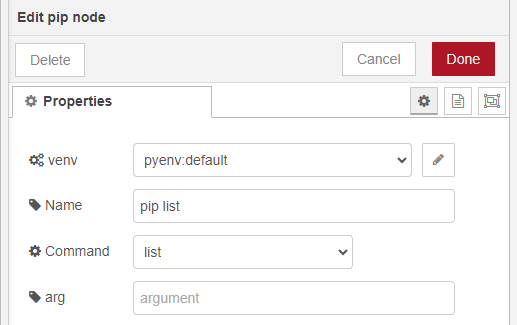 Edit pip node
Delete
Cancel
Done
Properties
venv
pyenv:default
Name
pip list
Command
list
arg
argument